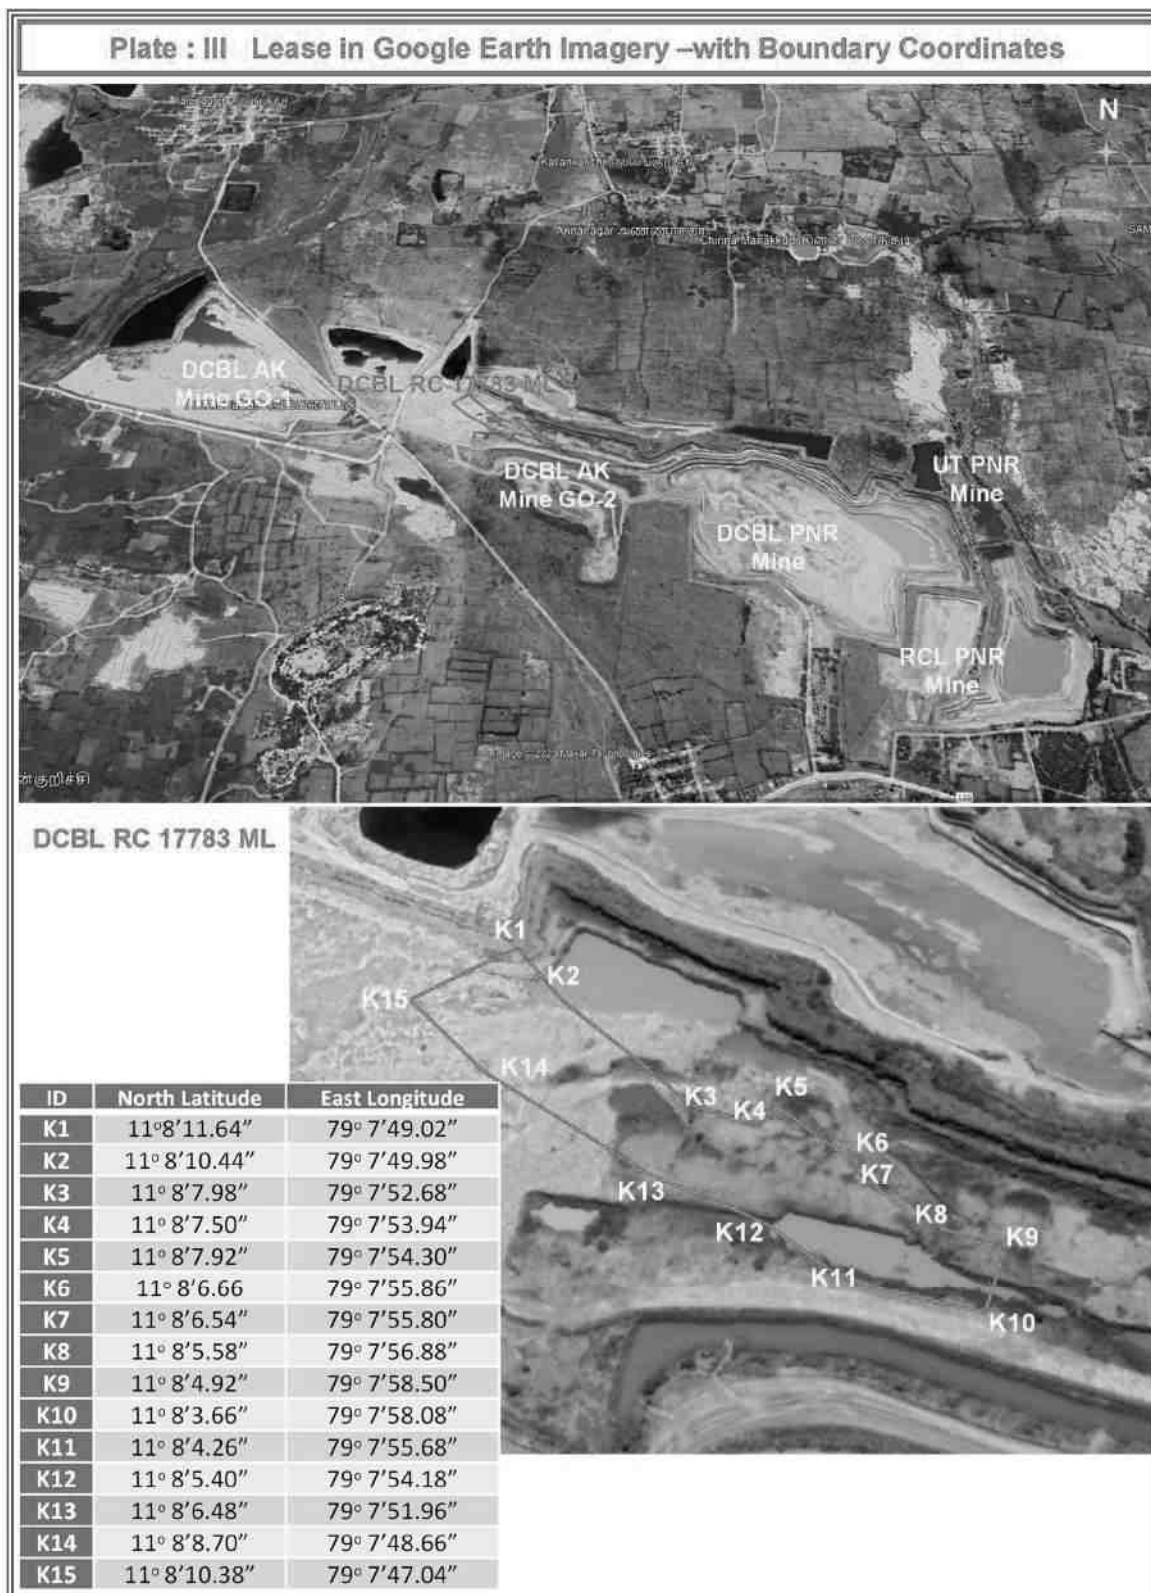 Plate : III   Lease in Google Earth Imagery –with Boundary Coordinates
N
DCBL AK
Mine GO-1
DCBL RC 17783 ML
DCBL AK
Mine GO-2
UT PNR
Mine
DCBL PNR
Mine
RCL PNR
Mine
ன்குறிச்சி
DCBL RC 17783 ML
K1
K2
K15
K14
K3
K5
K4
K6
K7
K13
K8
K12
K9
K11
K10
ID North Latitude East Longitude
K1 11°8’11.64” 79° 7’49.02”
K2 11° 8’10.44” 79° 7’49.98”
K3 11° 8’7.98” 79° 7’52.68”
K4 11° 8’7.50” 79° 7’53.94”
K5 11° 8’7.92” 79° 7’54.30”
K6 11° 8’6.66 79° 7’55.86”
K7 11° 8’6.54” 79° 7’55.80”
K8 11° 8’5.58” 79° 7’56.88”
K9 11° 8’4.92” 79° 7’58.50”
K10 11° 8’3.66” 79° 7’58.08”
K11 11° 8’4.26” 79° 7’55.68”
K12 11° 8’5.40” 79° 7’54.18”
K13 11° 8’6.48” 79° 7’51.96”
K14 11° 8’8.70” 79° 7’48.66”
K15 11° 8’10.38” 79° 7’47.04”